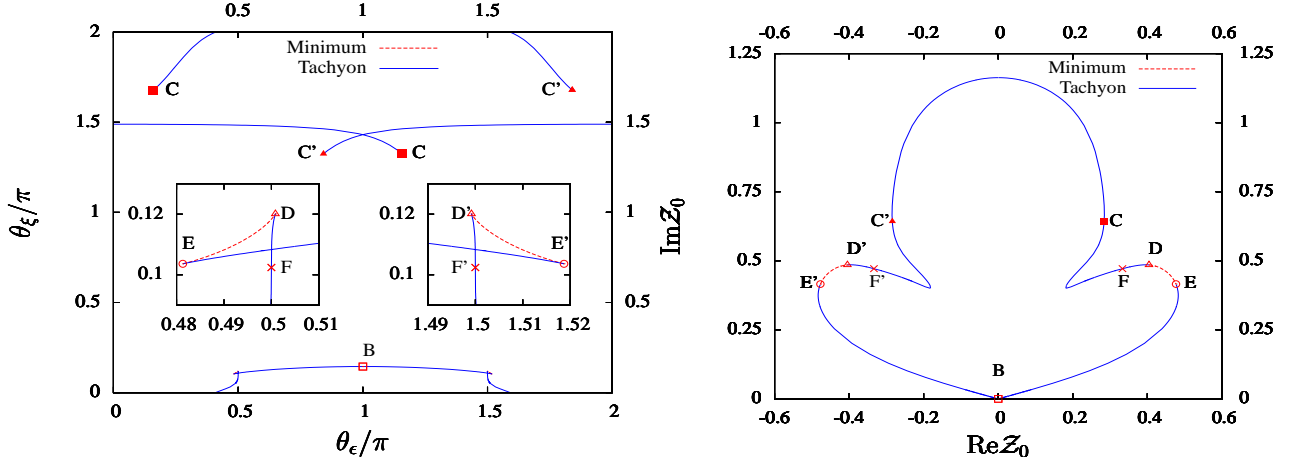 0.5 1 1.5
2
Minimum
Tachyon
C
C'
1.5
1.5
C'
C
θξ/π
1
1
0.12
D
E
0.1
F
0.48 0.49 0.5 0.51
0.12
D'
E'
0.1
F'
1.49 1.5 1.51 1.52
0.5
0.5
B
0
0
0 0.5 1 1.5 2
θϵ/π
-0.6 -0.4 -0.2 0 0.2 0.4 0.6
1.25
1.25
Minimum
Tachyon
1
1
0.75
0.75
C'
C
Im𝒵0
D'
D
0.5
0.5
E'
F'
F
E
0.25
0.25
B
0
0
-0.6 -0.4 -0.2 0 0.2 0.4 0.6
Re𝒵0